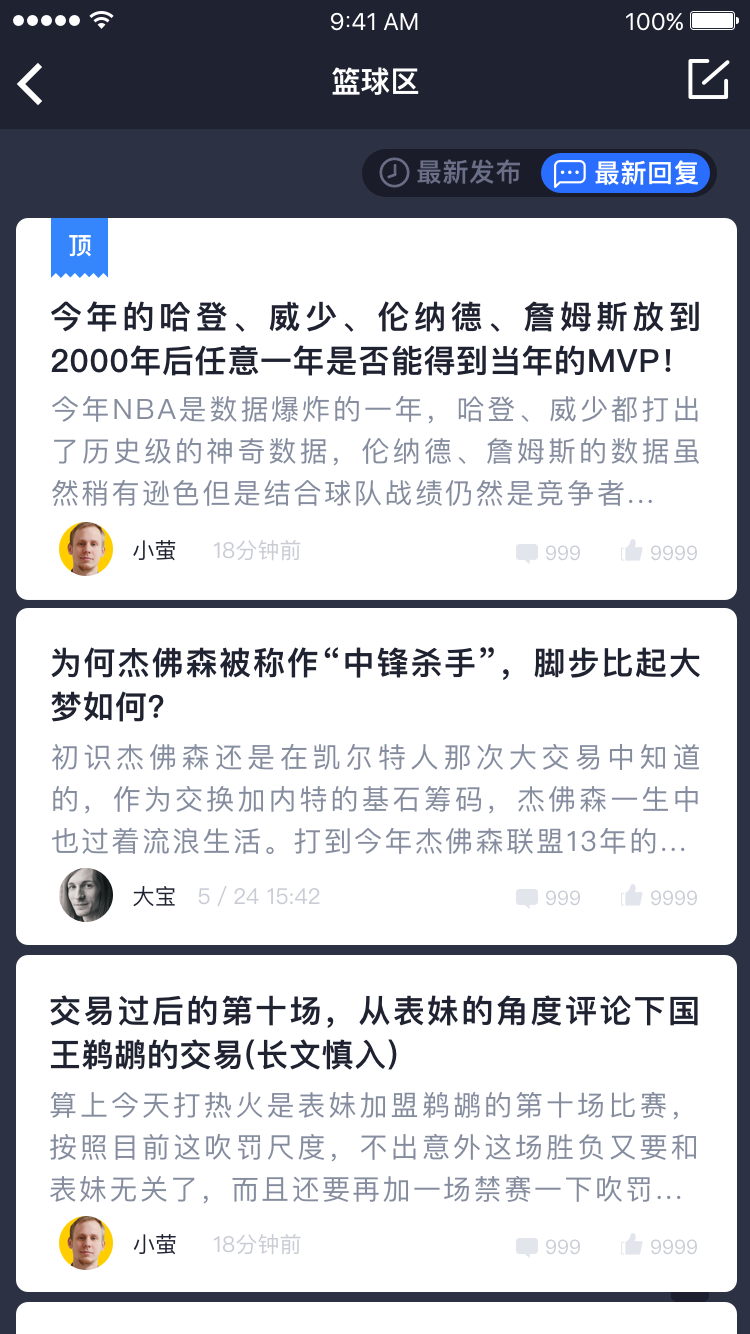 9:41 AM 100%
篮球区
最新发布 最新回复
顶
今年的哈登、威少、伦纳德、詹姆斯放到
2000年后任意一年是否能得到当年的MVP！
今年NBA是数据爆炸的一年，哈登、威少都打出
了历史级的神奇数据，伦纳德、詹姆斯的数据虽
然稍有逊色但是结合球队战绩仍然是竞争者...
小萤 18分钟前 999 9999
为何杰佛森被称作“中锋杀手”，脚步比起大
梦如何?
初识杰佛森还是在凯尔特人那次大交易中知道
的，作为交换加内特的基石筹码，杰佛森一生中
也过着流浪生活。打到今年杰佛森联盟13年的...
大宝 5 / 24 15:42 999 9999
交易过后的第十场，从表妹的角度评论下国
王鹈鹕的交易(长文慎入)
算上今天打热火是表妹加盟鹈鹕的第十场比赛，
按照目前这吹罚尺度，不出意外这场胜负又要和
表妹无关了，而且还要再加一场禁赛一下吹罚...
小萤 18分钟前 999 9999